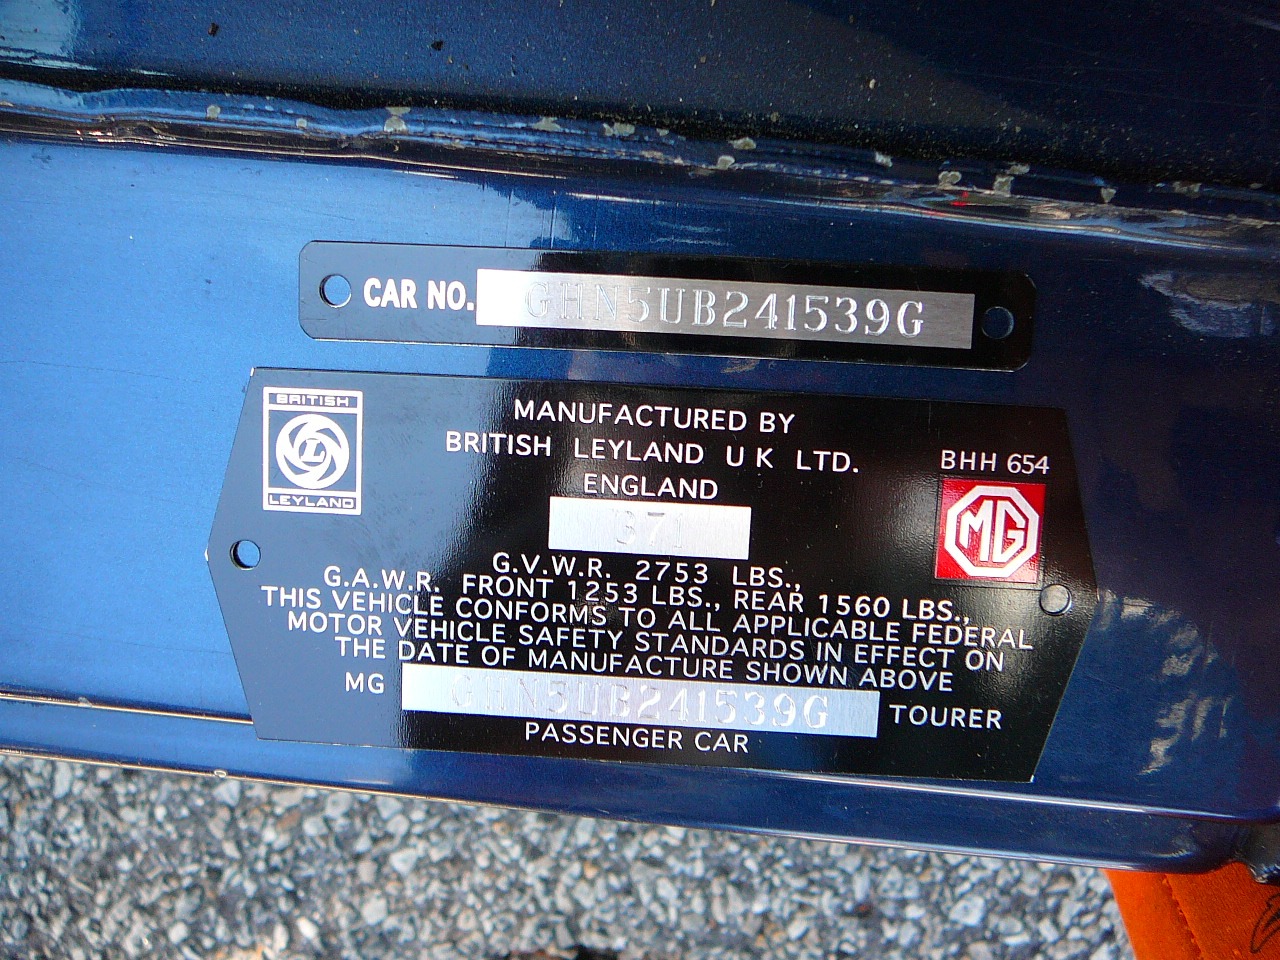 CAR NO. GHN5UB241539G
BRITISH
L
LEYLAND
MANUFACTURED BY
BRITISH LEYLAND U K LTD.
ENGLAND
BHH 654
MG
371
G.V.W.R. 2753 LBS.,
G.A.W.R. FRONT 1253 LBS., REAR 1560 LBS.,
THIS VEHICLE CONFORMS TO ALL APPLICABLE FEDERAL
MOTOR VEHICLE SAFETY STANDARDS IN EFFECT ON
THE DATE OF MANUFACTURE SHOWN ABOVE
MG GHN5UB241539G TOURER
PASSENGER CAR